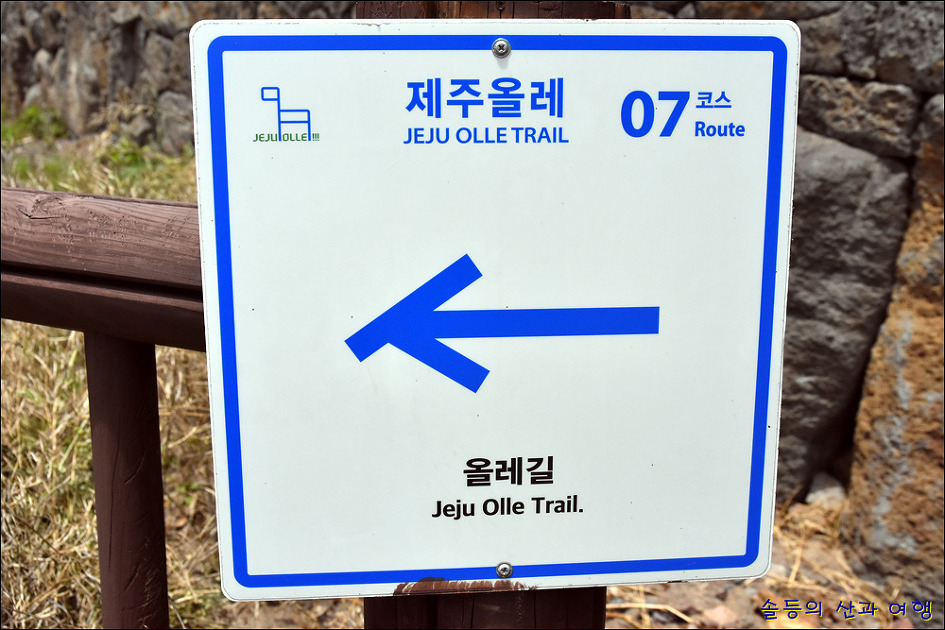 JEJU OLLE !!!
제주올레
JEJU OLLE TRAIL
07 코스
Route
올레길
Jeju Olle Trail.
솔등의 산과 여행